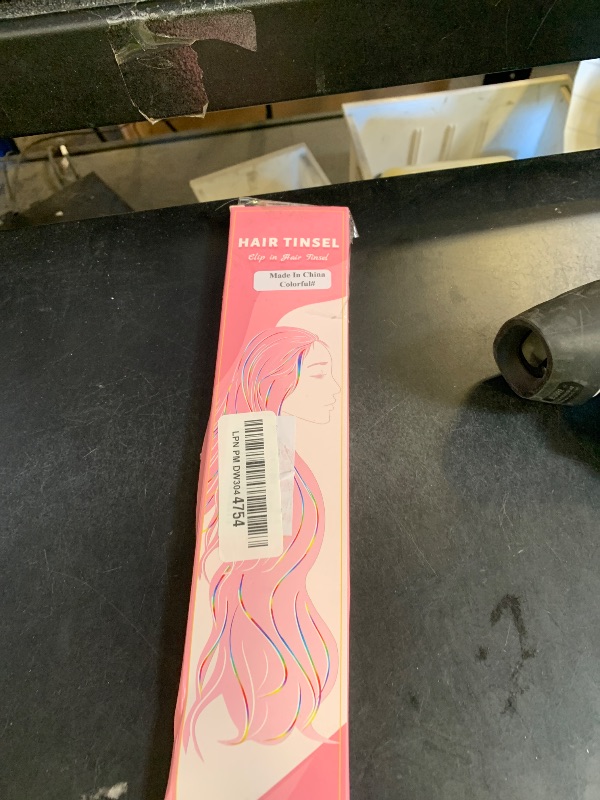 HAIR TINSEL
Clip in Hair Tinsel
Made In China
Colorful#
LPN PM DW304 4754